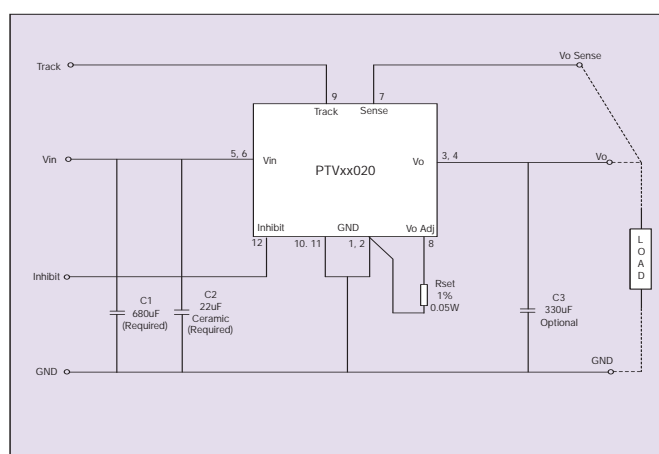 Vo Sense
Track
9
7
Track
Sense
5, 6
Vin
Vin
PTVxx020
Vo
3, 4
Vo
Inhibit
GND
Vo Adj
12
10. 11
1, 2
8
L
O
A
D
Inhibit
C1
680uF
(Required)
C2
22uF
Ceramic
(Required)
Rset
1%
0.05W
C3
330uF
Optional
GND
GND